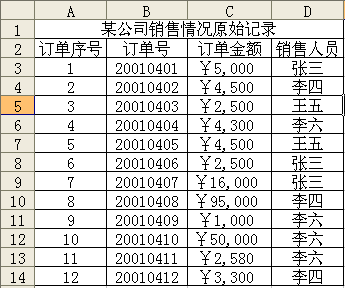 A B C D
1 某公司销售情况原始记录
2 订单序号 订单号 订单金额 销售人员
3 1 20010401 ￥5,000 张三
4 2 20010402 ￥4,500 李四
5 3 20010403 ￥2,500 王五
6 4 20010404 ￥4,300 李六
7 5 20010405 ￥4,500 王五
8 6 20010406 ￥2,500 张三
9 7 20010407 ￥16,000 张三
10 8 20010408 ￥95,000 李四
11 9 20010409 ￥1,000 李六
12 10 20010410 ￥50,000 李六
13 11 20010411 ￥2,580 李六
14 12 20010412 ￥3,300 李四